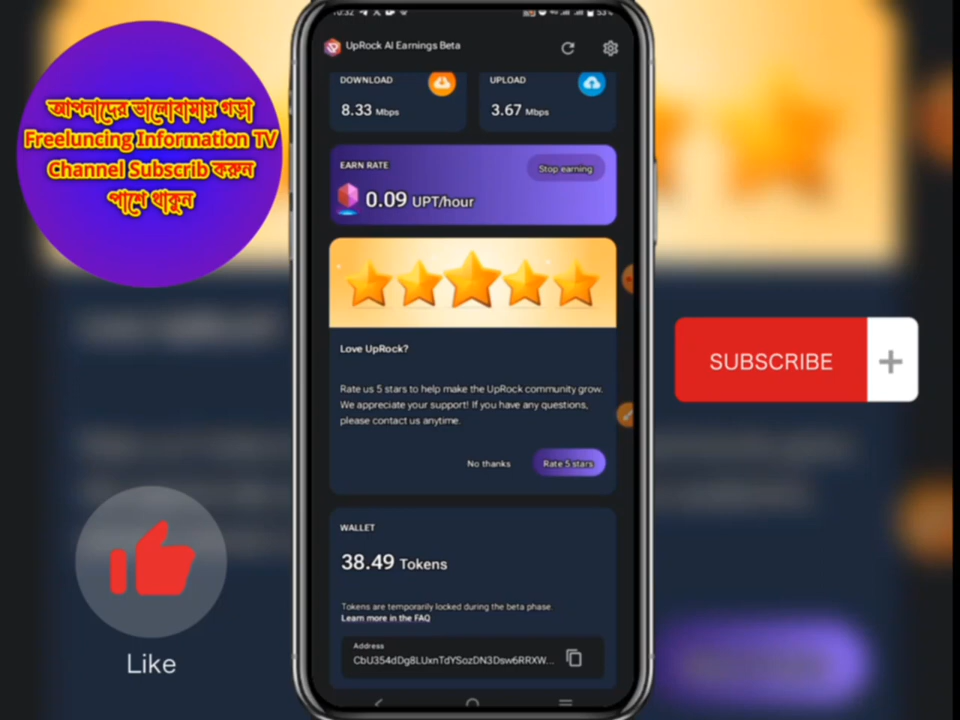 আপনাদের ভালোবাসায় গড়া
Freeluncing Information TV
Channel Subscrib করুন
পাশে থাকুন
10:32
53%
UpRock AI Earnings Beta
DOWNLOAD
8.33 Mbps
UPLOAD
3.67 Mbps
EARN RATE
Stop earning
0.09 UPT/hour
Love UpRock?
Rate us 5 stars to help make the UpRock community grow.
We appreciate your support! If you have any questions,
please contact us anytime.
No thanks
Rate 5 stars
WALLET
38.49 Tokens
Tokens are temporarily locked during the beta phase
Learn more in the FAQ
Address
CbU354dDg8LUxnTdYSozDN3Dsw6RRXW...
SUBSCRIBE
Like